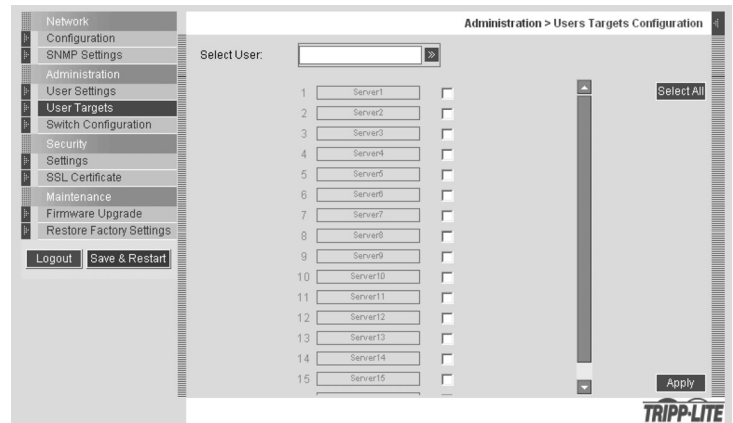 Network
Configuration
SNMP Settings
Administration
User Settings
User Targets
Switch Configuration
Security
Settings
SSL Certificate
Maintenance
Firmware Upgrade
Restore Factory Settings
Logout
Save & Restart
Administration > Users Targets Configuration
Select User:
1 Server1
2 Server2
3 Server3
4 Server4
5 Server5
6 Server6
7 Server7
8 Server8
9 Server9
10 Server10
11 Server11
12 Server12
13 Server13
14 Server14
15 Server15
Select All
Apply
TRIPP·LITE